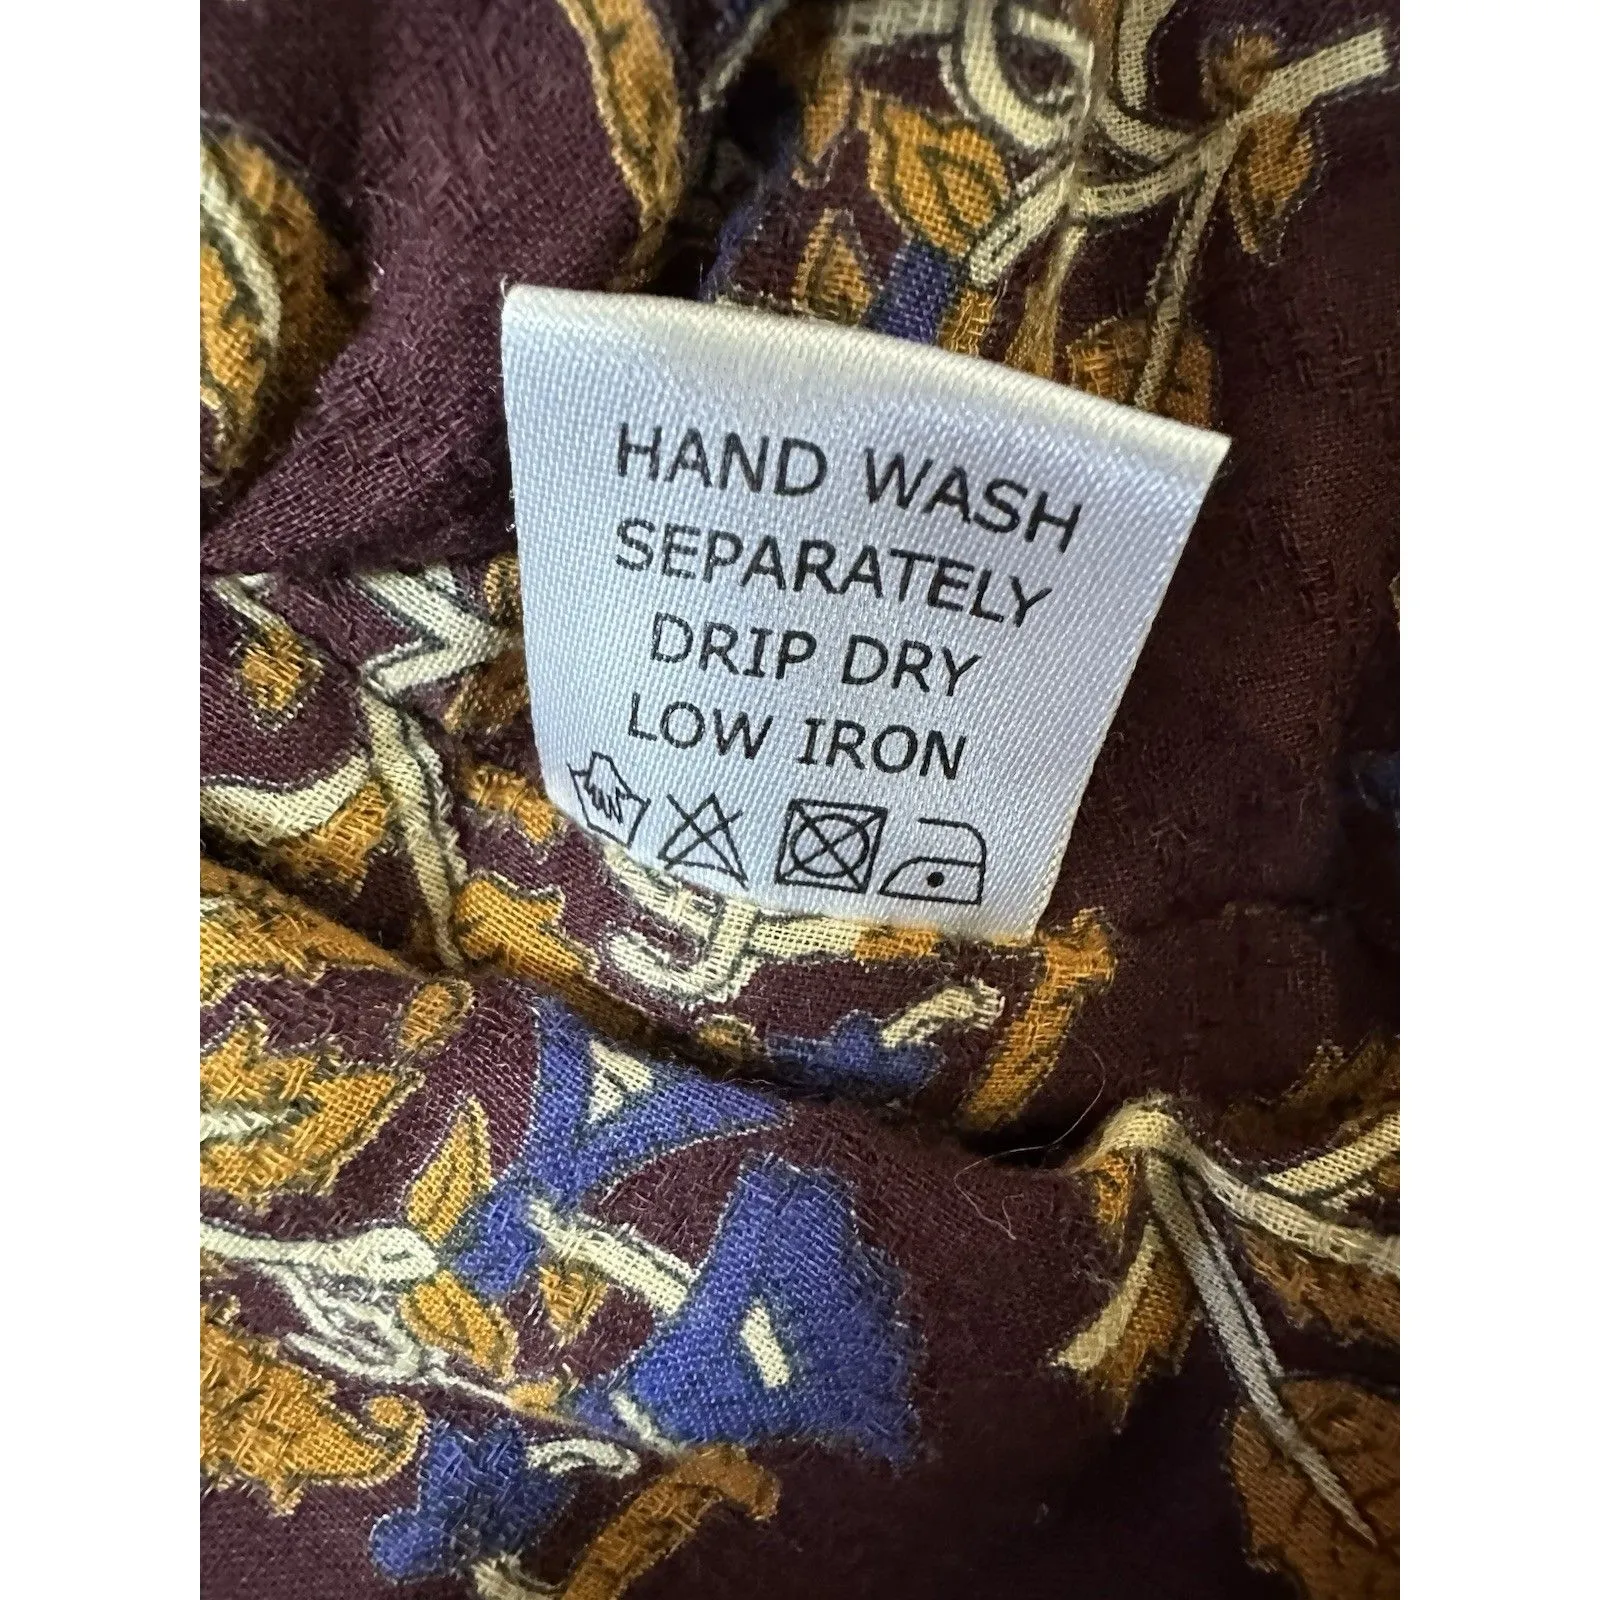 HAND WASH
SEPARATELY
DRIP DRY
LOW IRON